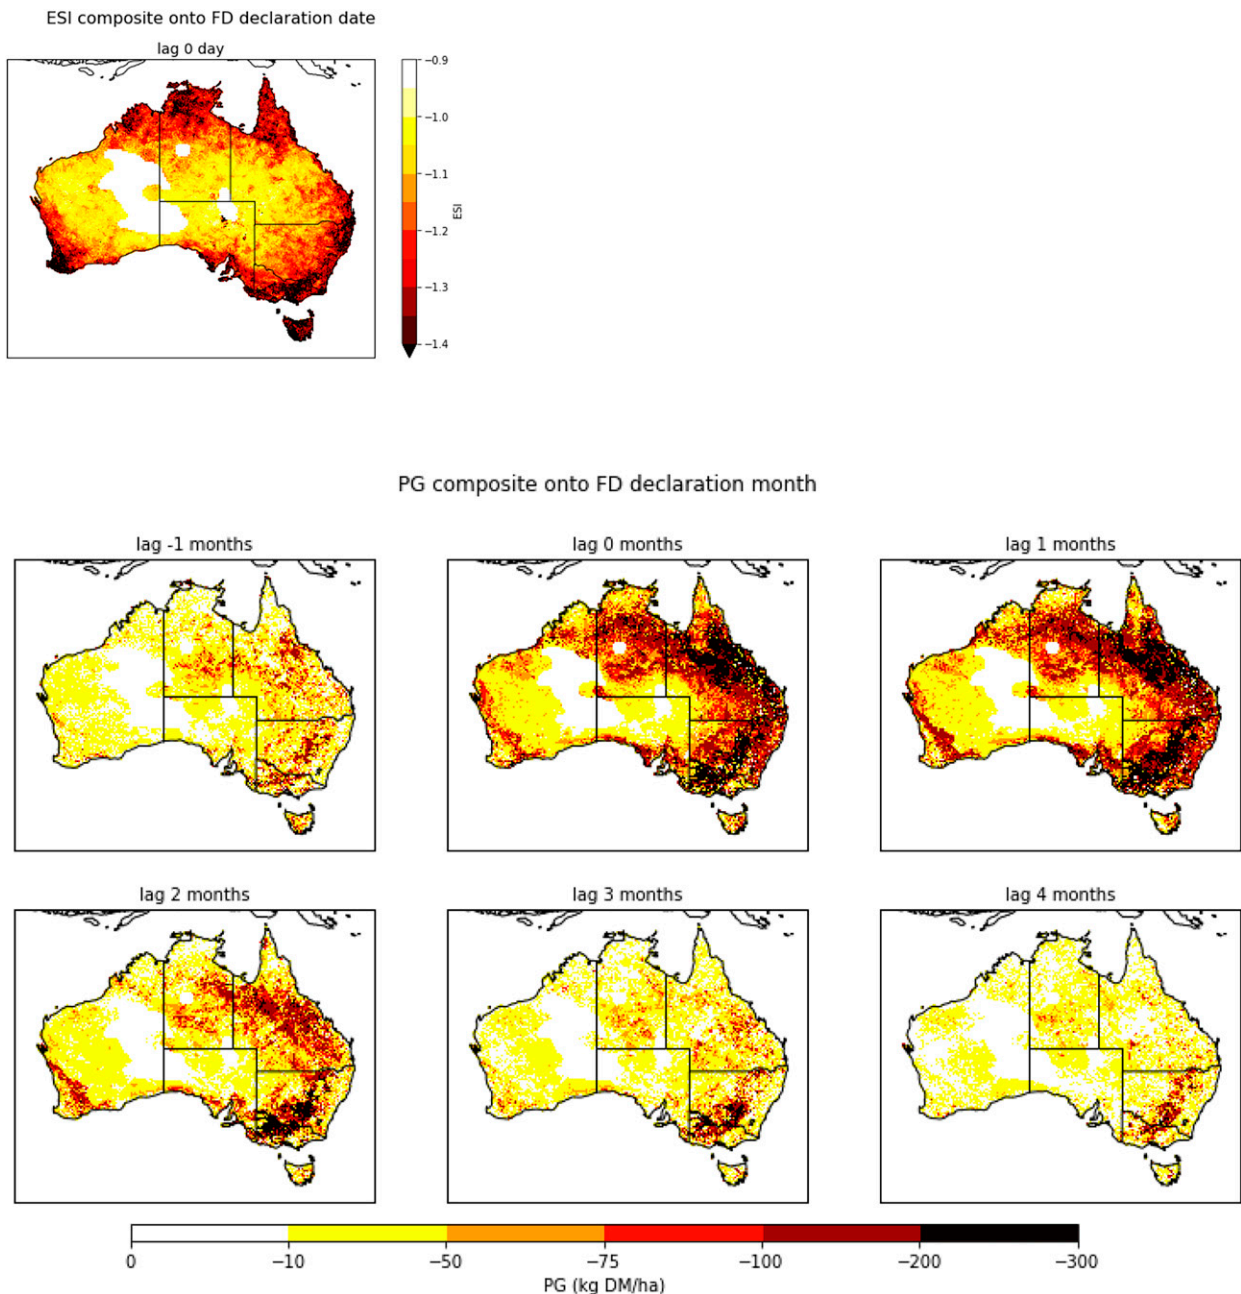 ESI composite onto FD declaration date
lag 0 day
−0.9
−1.0
−1.1
−1.2
−1.3
−1.4
ESI
PG composite onto FD declaration month
lag -1 months
lag 0 months
lag 1 months
lag 2 months
lag 3 months
lag 4 months
0 −10 −50 −75 −100 −200 −300
PG (kg DM/ha)